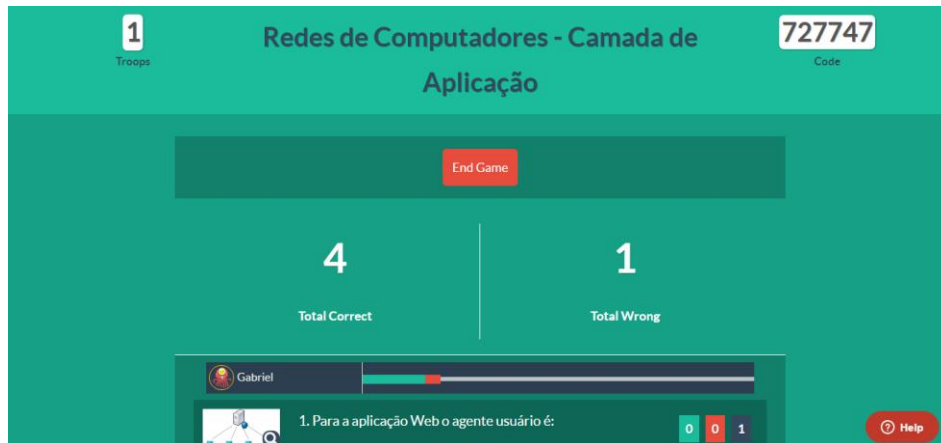 1
Troops
Redes de Computadores - Camada de
Aplicação
727747
Code
End Game
4
Total Correct
1
Total Wrong
Gabriel
1. Para a aplicação Web o agente usuário é:
0 0 1
Help